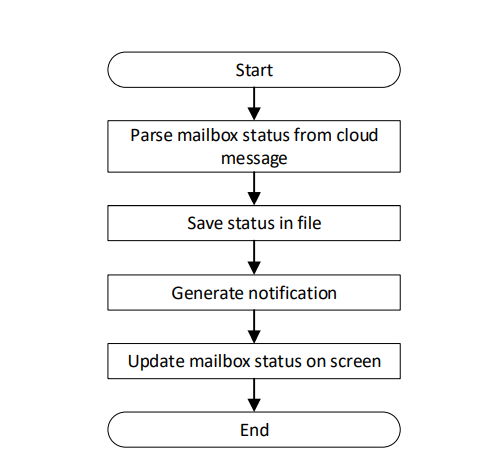 Start
Parse mailbox status from cloud
message
Save status in file
Generate notification
Update mailbox status on screen
End